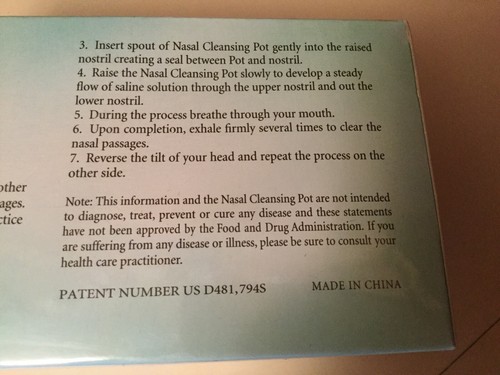 3. Insert spout of Nasal Cleansing Pot gently into the raised
nostril creating a seal between Pot and nostril.
4. Raise the Nasal Cleansing Pot slowly to develop a steady
flow of saline solution through the upper nostril and out the
lower nostril.
5. During the process breathe through your mouth.
6. Upon completion, exhale firmly several times to clear the
nasal passages.
7. Reverse the tilt of your head and repeat the process on the
other side.
other
ages.
ctice
Note: This information and the Nasal Cleansing Pot are not intended
to diagnose, treat, prevent or cure any disease and these statements
have not been approved by the Food and Drug Administration. If you
are suffering from any disease or illness, please be sure to consult your
health care practitioner.
PATENT NUMBER US D481,794S MADE IN CHINA